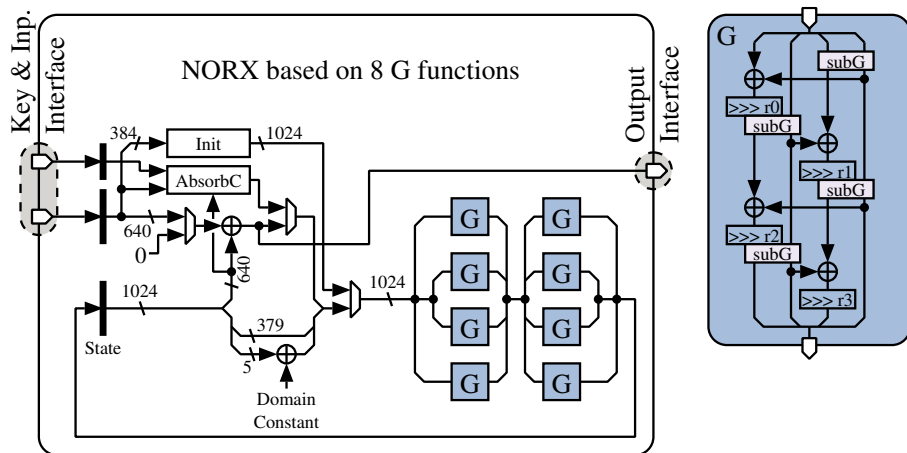 Key & Inp.
Interface
NORX based on 8 G functions
Output
Interface
384
Init
1024
AbsorbC
640
0
640
1024
State
379
5
Domain
Constant
1024
G
G
G
G
G
G
G
G
G
subG
>>> r0
subG
>>> r1
subG
>>> r2
subG
>>> r3